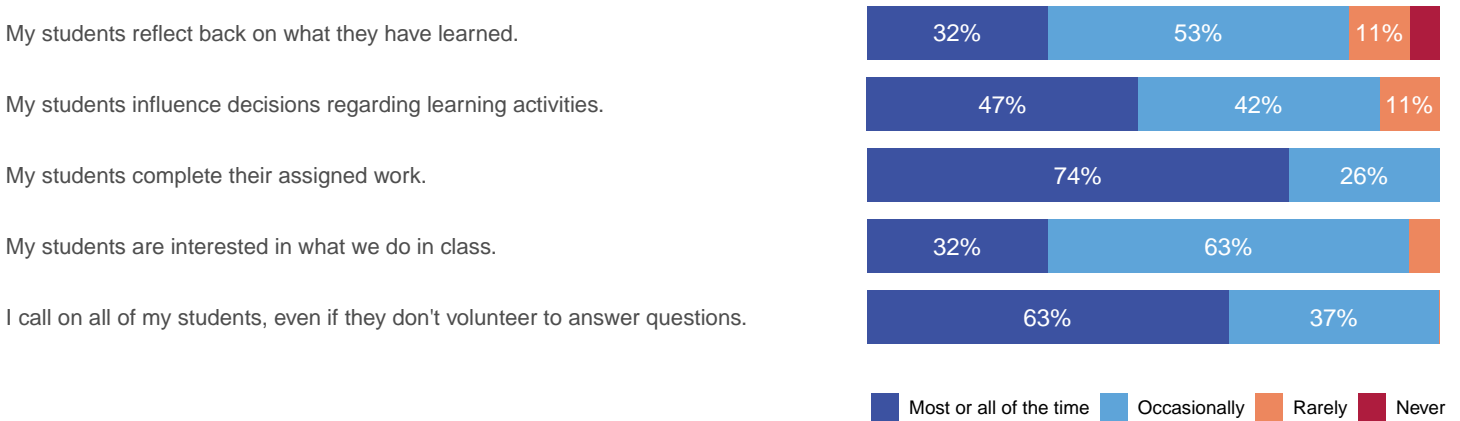 My students reflect back on what they have learned. 32% 53% 11%
My students influence decisions regarding learning activities. 47% 42% 11%
My students complete their assigned work. 74% 26%
My students are interested in what we do in class. 32% 63%
I call on all of my students, even if they don't volunteer to answer questions. 63% 37%
Most or all of the time Occasionally Rarely Never